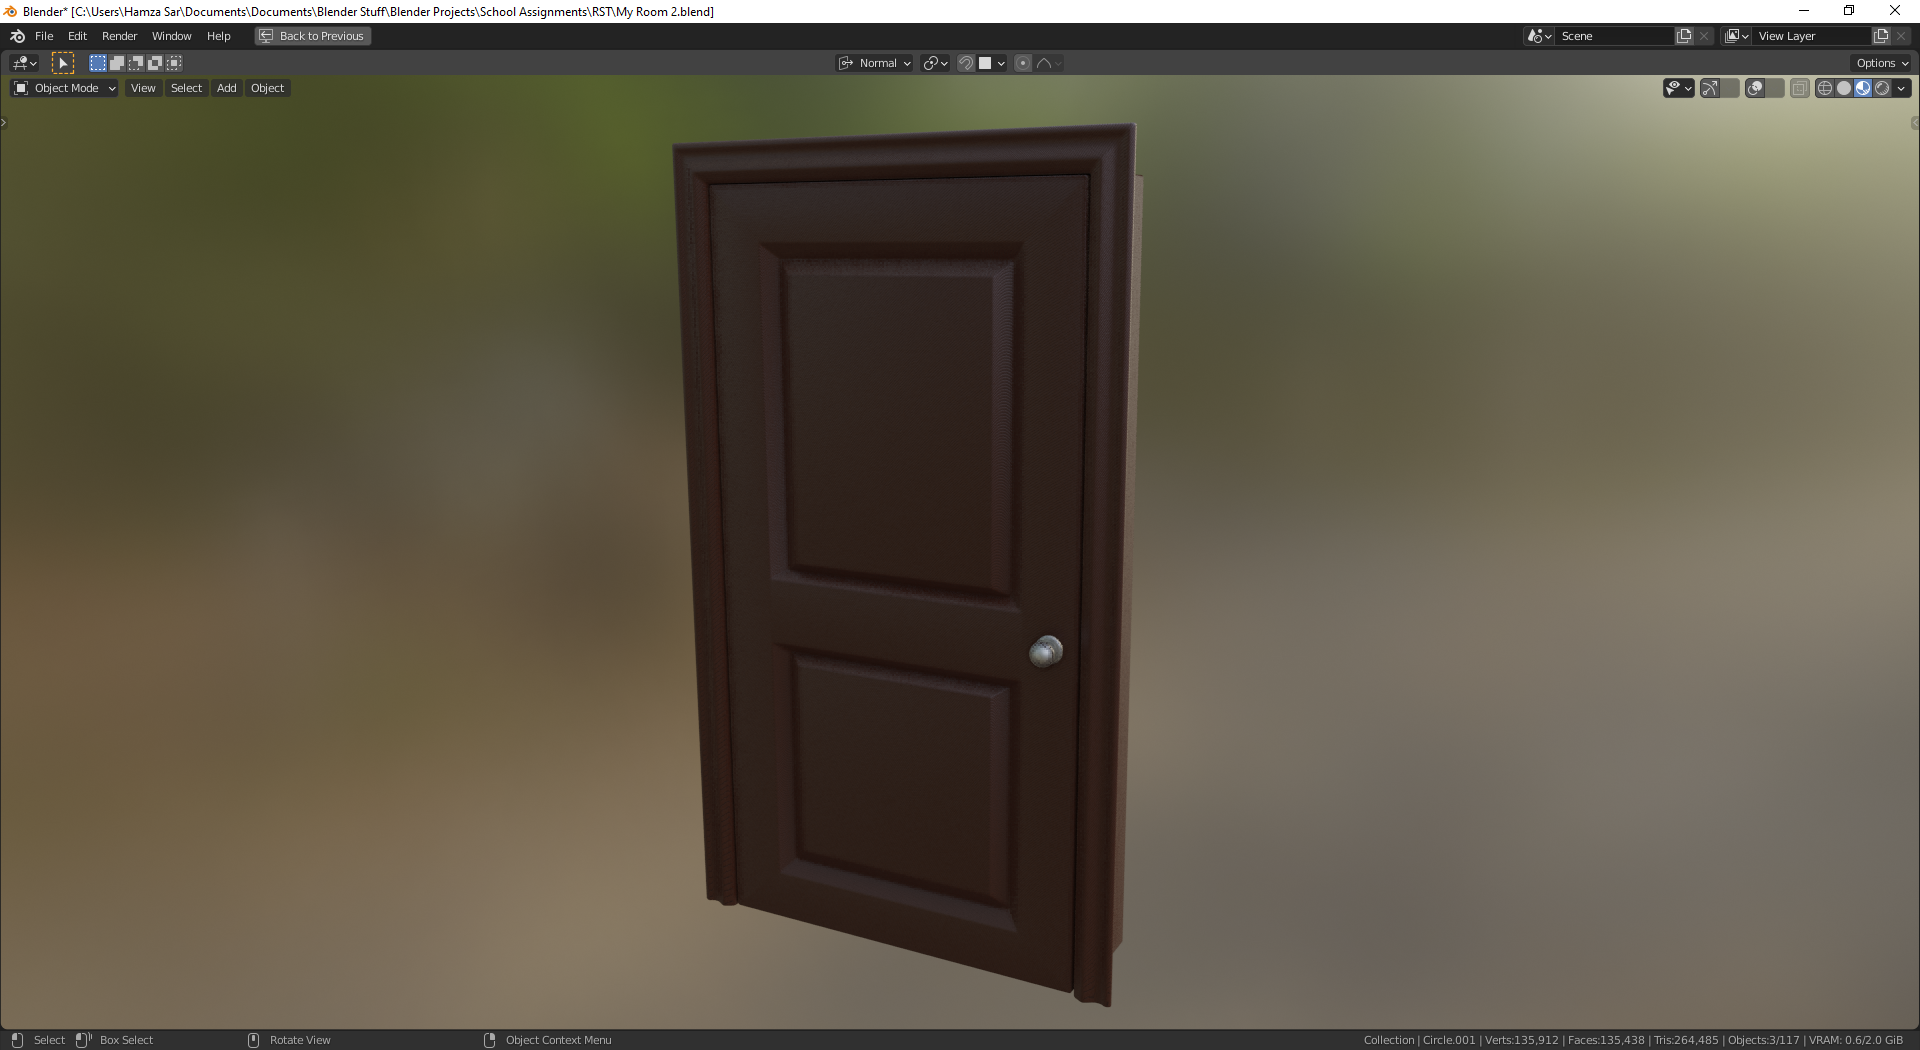 Blender* [C:\Users\Hamza Sar\Documents\Documents\Blender Stuff\Blender Projects\School Assignments\RST\My Room 2.blend]
File Edit Render Window Help Back to Previous Scene View Layer
Normal Options
Object Mode View Select Add Object
Select Box Select Rotate View Object Context Menu Collection | Circle.001 | Verts:135,912 | Faces:135,438 | Tris:264,485 | Objects:3/117 | VRAM: 0.6/2.0 GiB